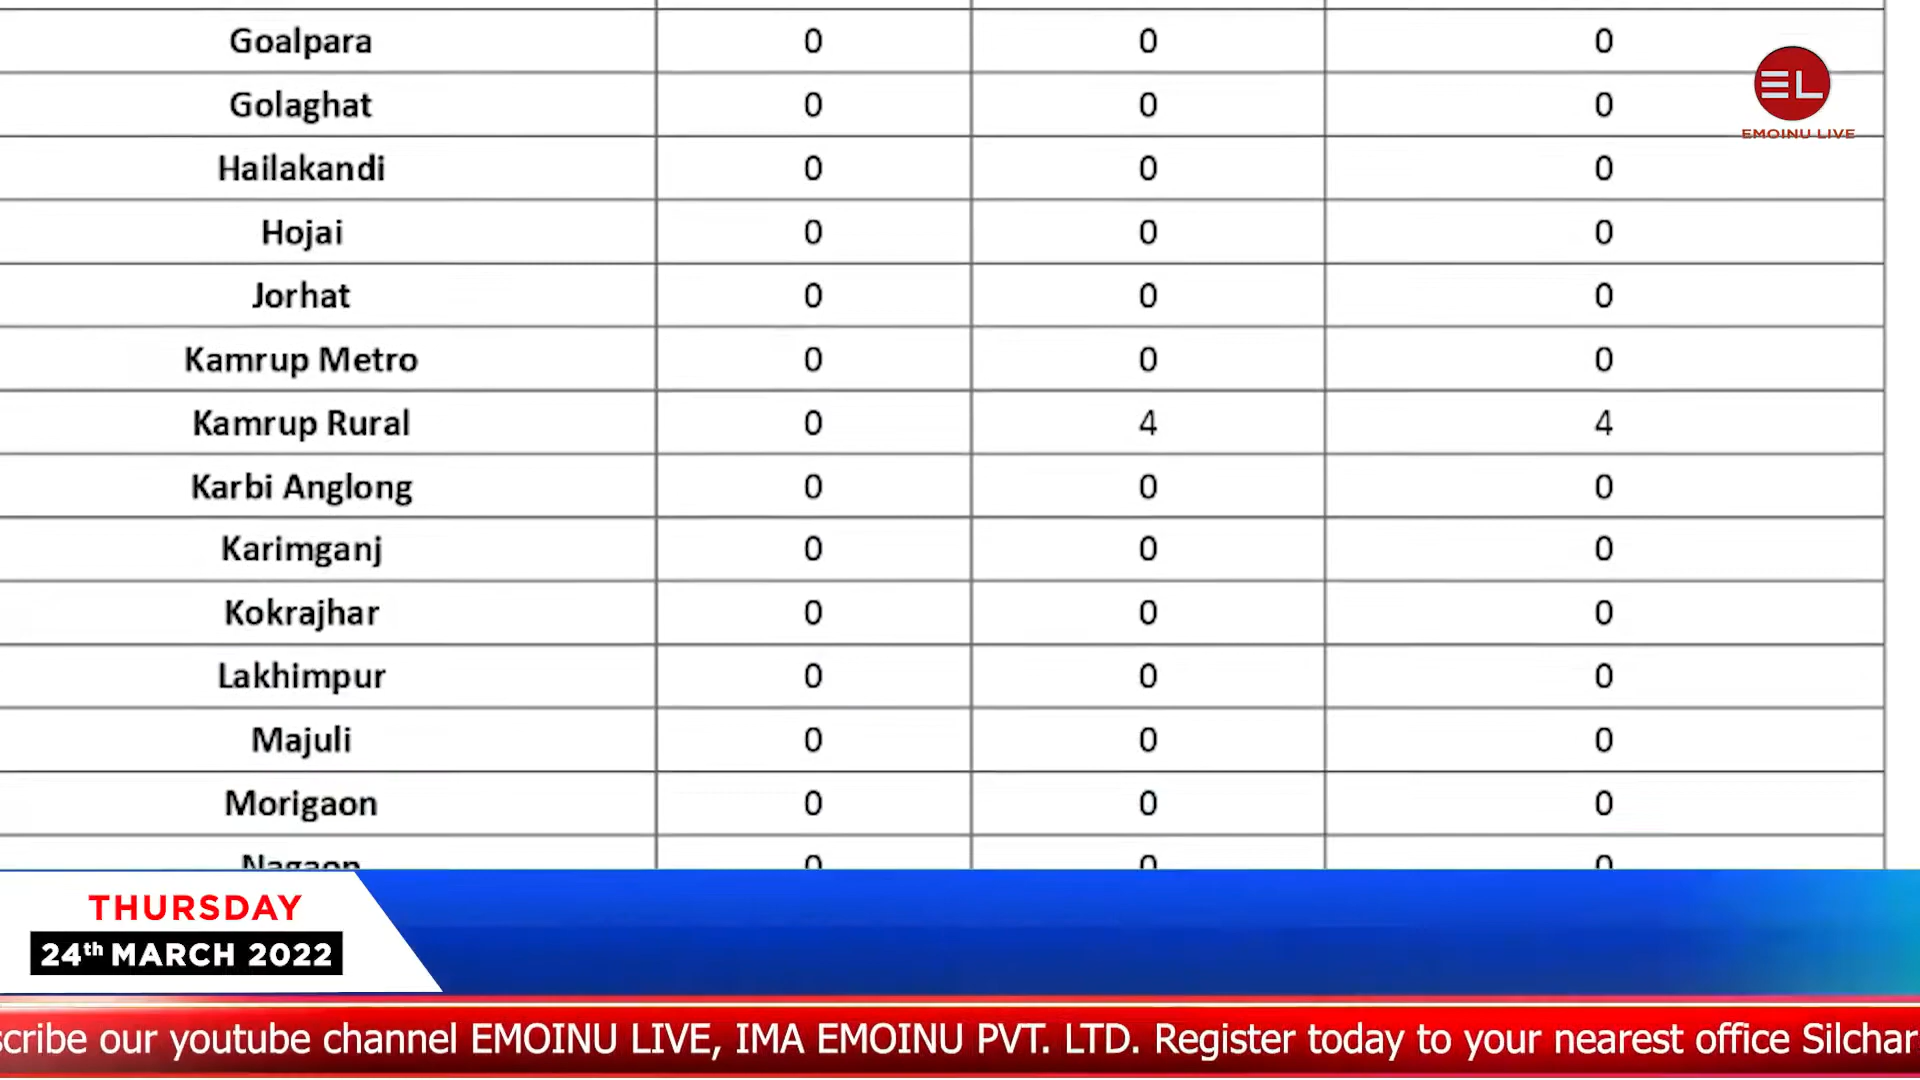 Goalpara 0 0 0
Golaghat 0 0 0
Hailakandi 0 0 0
Hojai 0 0 0
Jorhat 0 0 0
Kamrup Metro 0 0 0
Kamrup Rural 0 4 4
Karbi Anglong 0 0 0
Karimganj 0 0 0
Kokrajhar 0 0 0
Lakhimpur 0 0 0
Majuli 0 0 0
Morigaon 0 0 0
Nagaon 0 0 0
EL
EMOINU LIVE
THURSDAY
24th MARCH 2022
scribe our youtube channel EMOINU LIVE, IMA EMOINU PVT. LTD. Register today to your nearest office Silchar